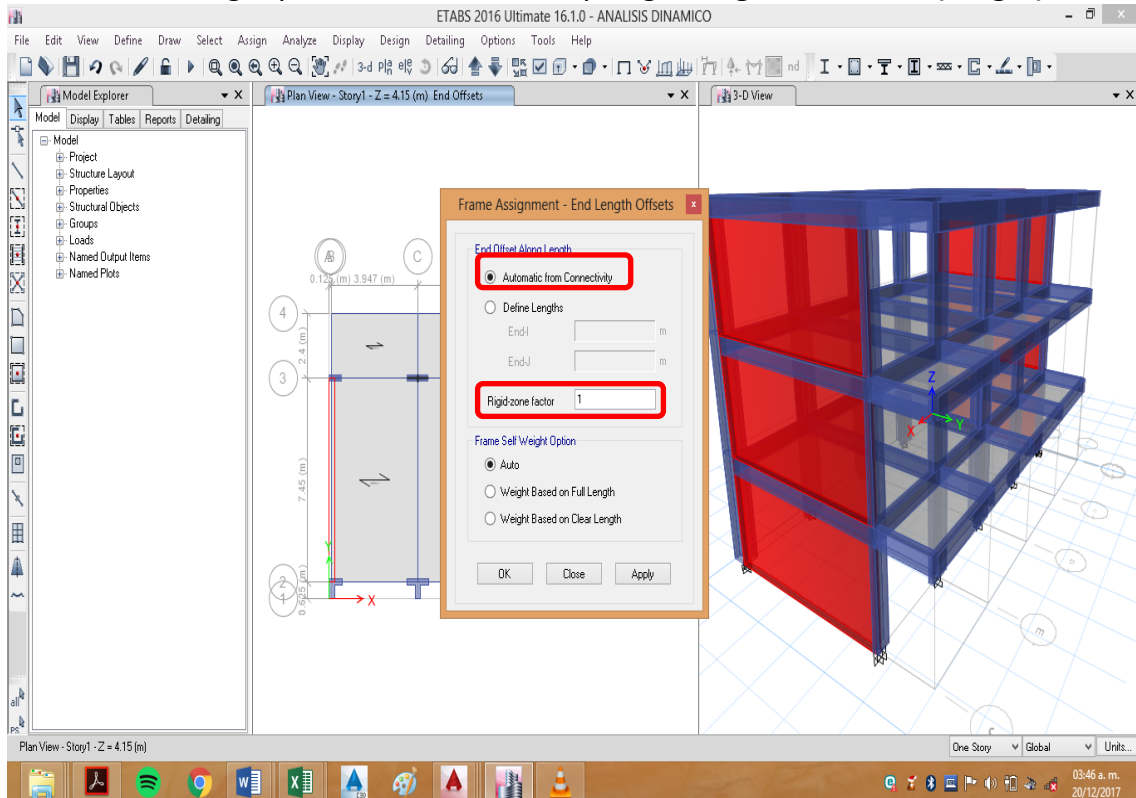 ETABS 2016 Ultimate 16.1.0 - ANALISIS DINAMICO
File Edit View Define Draw Select Assign Analyze Display Design Detailing Options Tools Help
3-d nd
Model Explorer
Plan View - Story1 - Z = 4.15 (m) End Offsets
3-D View
Model Display Tables Reports Detailing
Model
Project
Structure Layout
Properties
Structural Objects
Groups
Loads
Named Output Items
Named Plots
C
0.125 (m) 3.947 (m)
4
2.4 (m)
3
7.45 (m)
2
1
0.625 (m)
Y
X
Frame Assignment - End Length Offsets
End Offset Along Length
Automatic from Connectivity
Define Lengths
End-I m
End-J m
Rigid-zone factor 1
Frame Self Weight Option
Auto
Weight Based on Full Length
Weight Based on Clear Length
OK Close Apply
Z
X Y
all
ps
Plan View - Story1 - Z = 4.15 (m)
One Story Global Units...
03:46 a. m.
20/12/2017